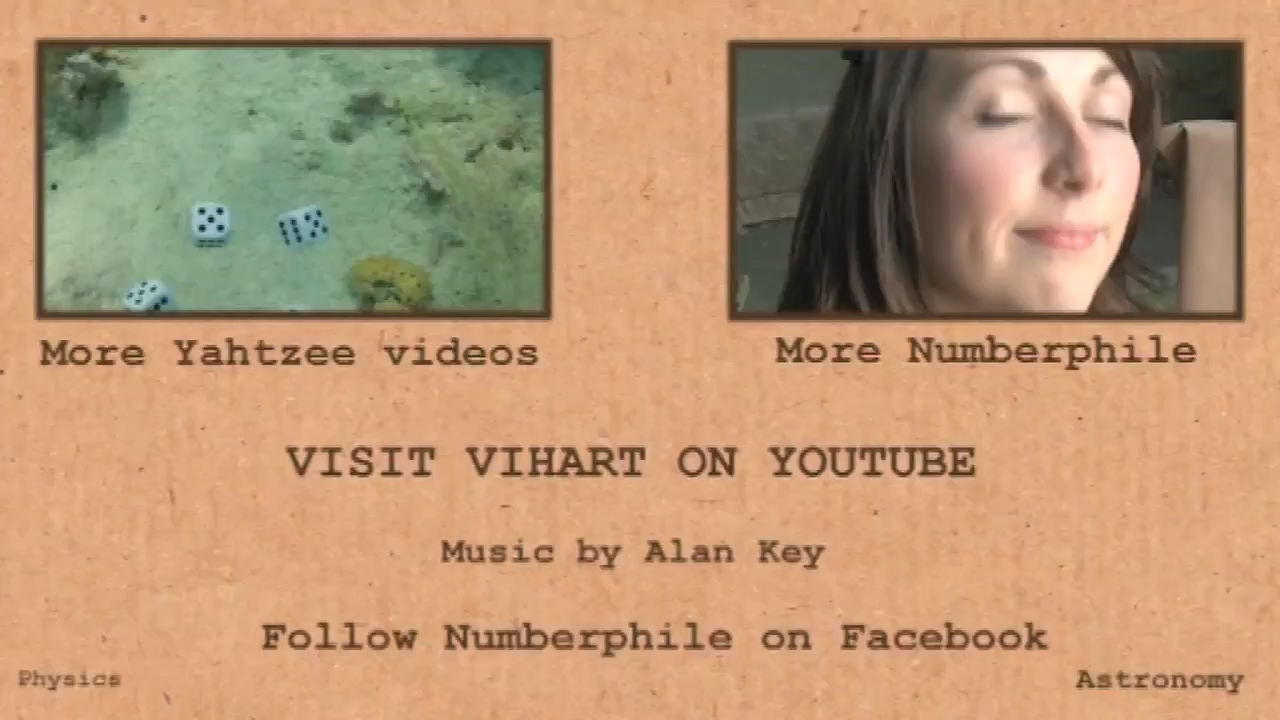 More Yahtzee videos
More Numberphile
VISIT VIHART ON YOUTUBE
Music by Alan Key
Follow Numberphile on Facebook
Physics
Astronomy